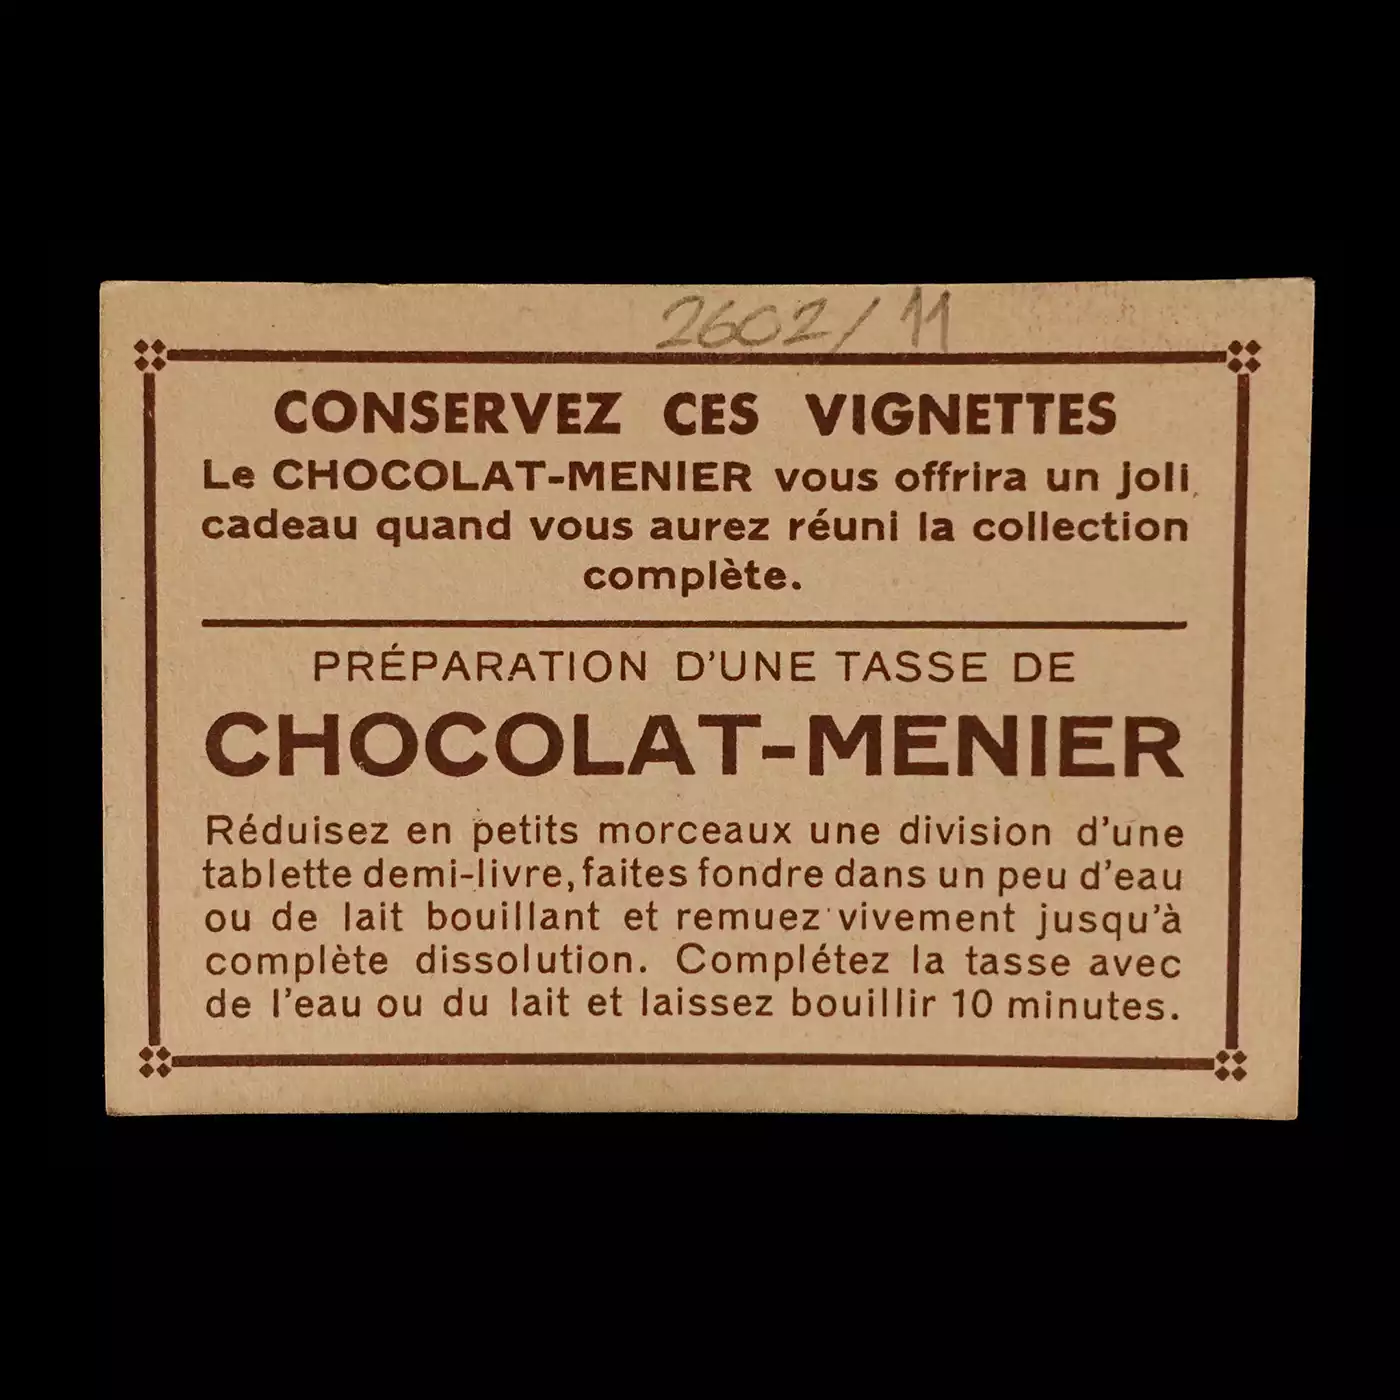 2602/11
CONSERVEZ CES VIGNETTES
Le CHOCOLAT-MENIER vous offrira un joli
cadeau quand vous aurez réuni la collection
complète.
PRÉPARATION D'UNE TASSE DE
CHOCOLAT-MENIER
Réduisez en petits morceaux une division d'une
tablette demi-livre, faites fondre dans un peu d'eau
ou de lait bouillant et remuez vivement jusqu'à
complète dissolution. Complétez la tasse avec
de l'eau ou du lait et laissez bouillir 10 minutes.